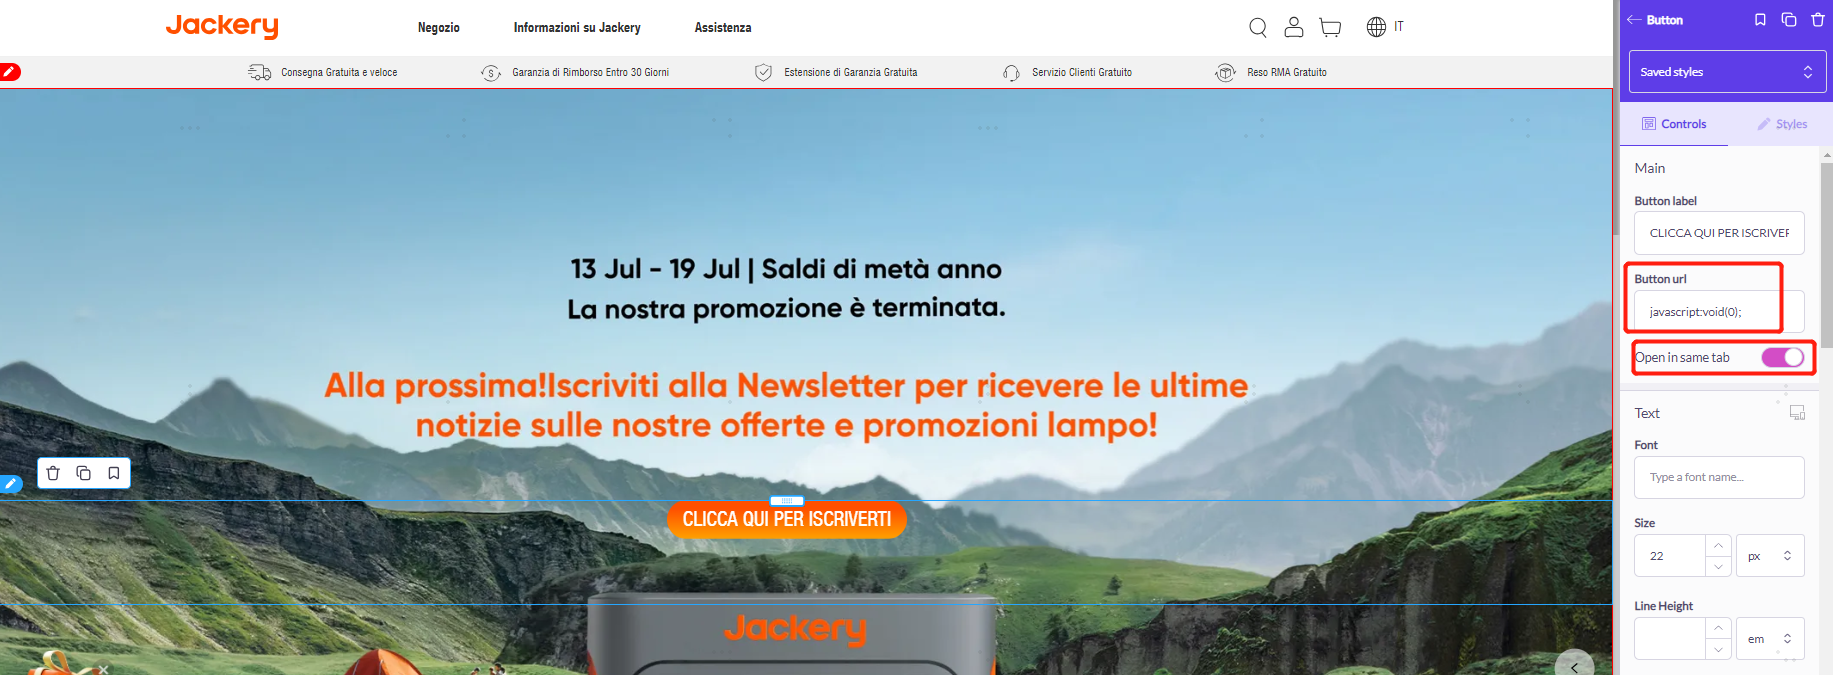 Jackery
Negozio
Informazioni su Jackery
Assistenza
IT
Consegna Gratuita e veloce
Garanzia di Rimborso Entro 30 Giorni
Estensione di Garanzia Gratuita
Servizio Clienti Gratuito
Reso RMA Gratuito
13 Jul - 19 Jul | Saldi di metà anno
La nostra promozione è terminata.
Alla prossima!Iscriviti alla Newsletter per ricevere le ultime
notizie sulle nostre offerte e promozioni lampo!
CLICCA QUI PER ISCRIVERTI
Jackery
Button
Saved styles
Controls
Styles
Main
Button label
CLICCA QUI PER ISCRIVER
Button url
javascript:void(0);
Open in same tab
Text
Font
Type a font name...
Size
22
px
Line Height
em